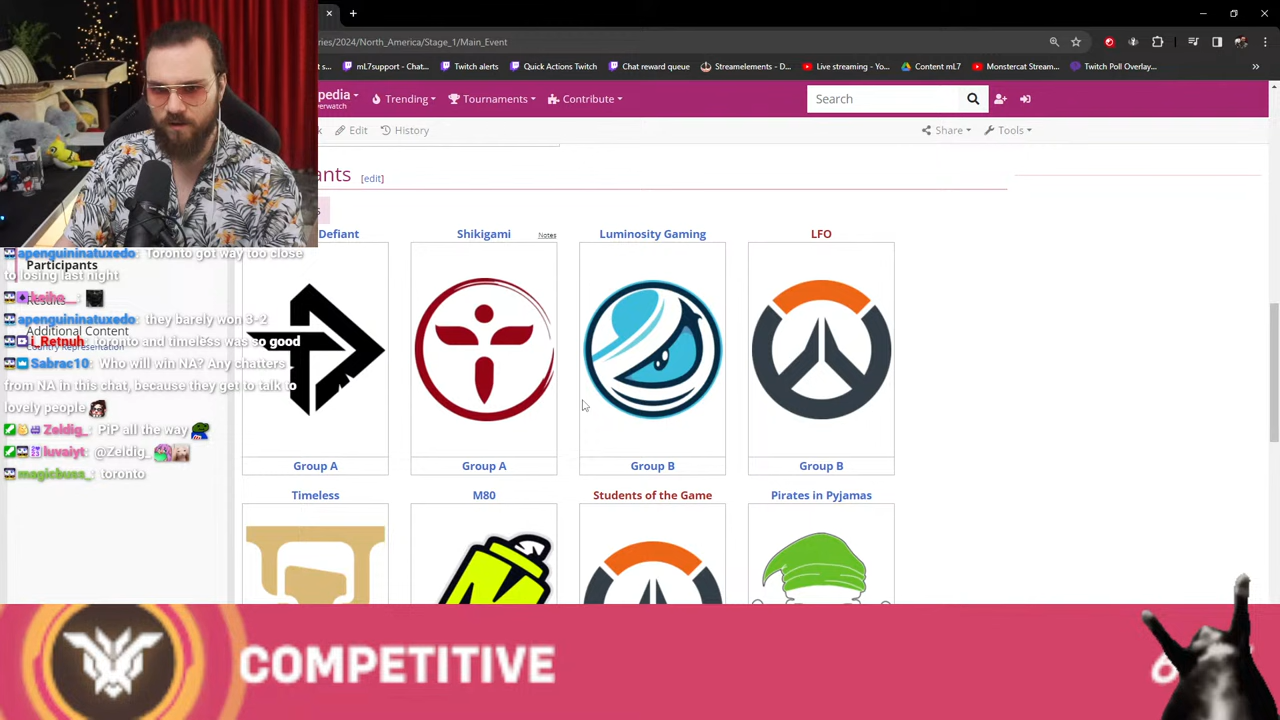 ries/2024/North_America/Stage_1/Main_Event
mL7support - Chat...
Twitch alerts
Quick Actions Twitch
Chat reward queue
Streamelements - D...
Live streaming - Yo...
Content ml7
Monstercat Stream...
Twitch Poll Overlay...
»
pedia
erwatch
Trending
Tournaments
Contribute
Search
Edit
History
Share
Tools
ants [edit]
s
Defiant
Shikigami
Notes
Luminosity Gaming
LFO
apenguininatuxedo: Toronto got way too close
to losing last night
Participants
Results
apenguininatuxedo: they barely won 3-2
Additional Content
i_Retnuh: toronto and timeless was so good
Country Representation
Sabrac10: Who will win NA? Any chatters
from NA in this chat, because they get to talk to
lovely people
Zeldig_: PiP all the way
luvaiyt: @Zeldig_
magicbuss_: toronto
Group A
Group A
Group B
Group B
Timeless
M80
Students of the Game
Pirates in Pyjamas
COMPETITIVE